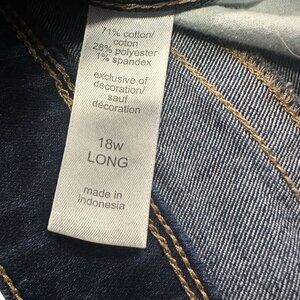 71% cotton/
coton
28% polyester
1% spandex
exclusive of
decoration/
sauf
décoration
18w
LONG
made in
indonesia